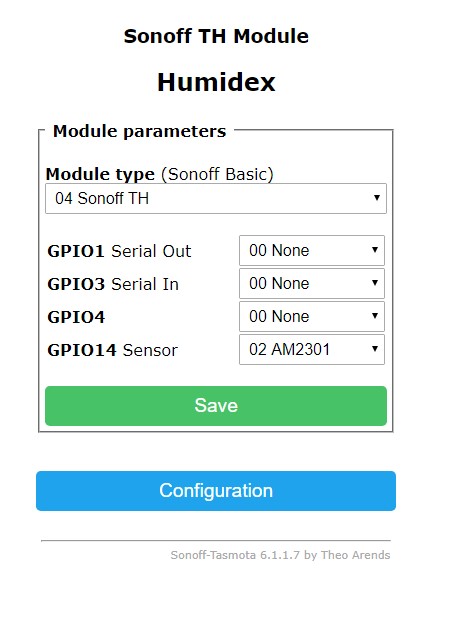 Sonoff TH Module
Humidex
Module parameters
Module type (Sonoff Basic)
04 Sonoff TH
GPIO1 Serial Out 00 None
GPIO3 Serial In 00 None
GPIO4 00 None
GPIO14 Sensor 02 AM2301
Save
Configuration
Sonoff-Tasmota 6.1.1.7 by Theo Arends